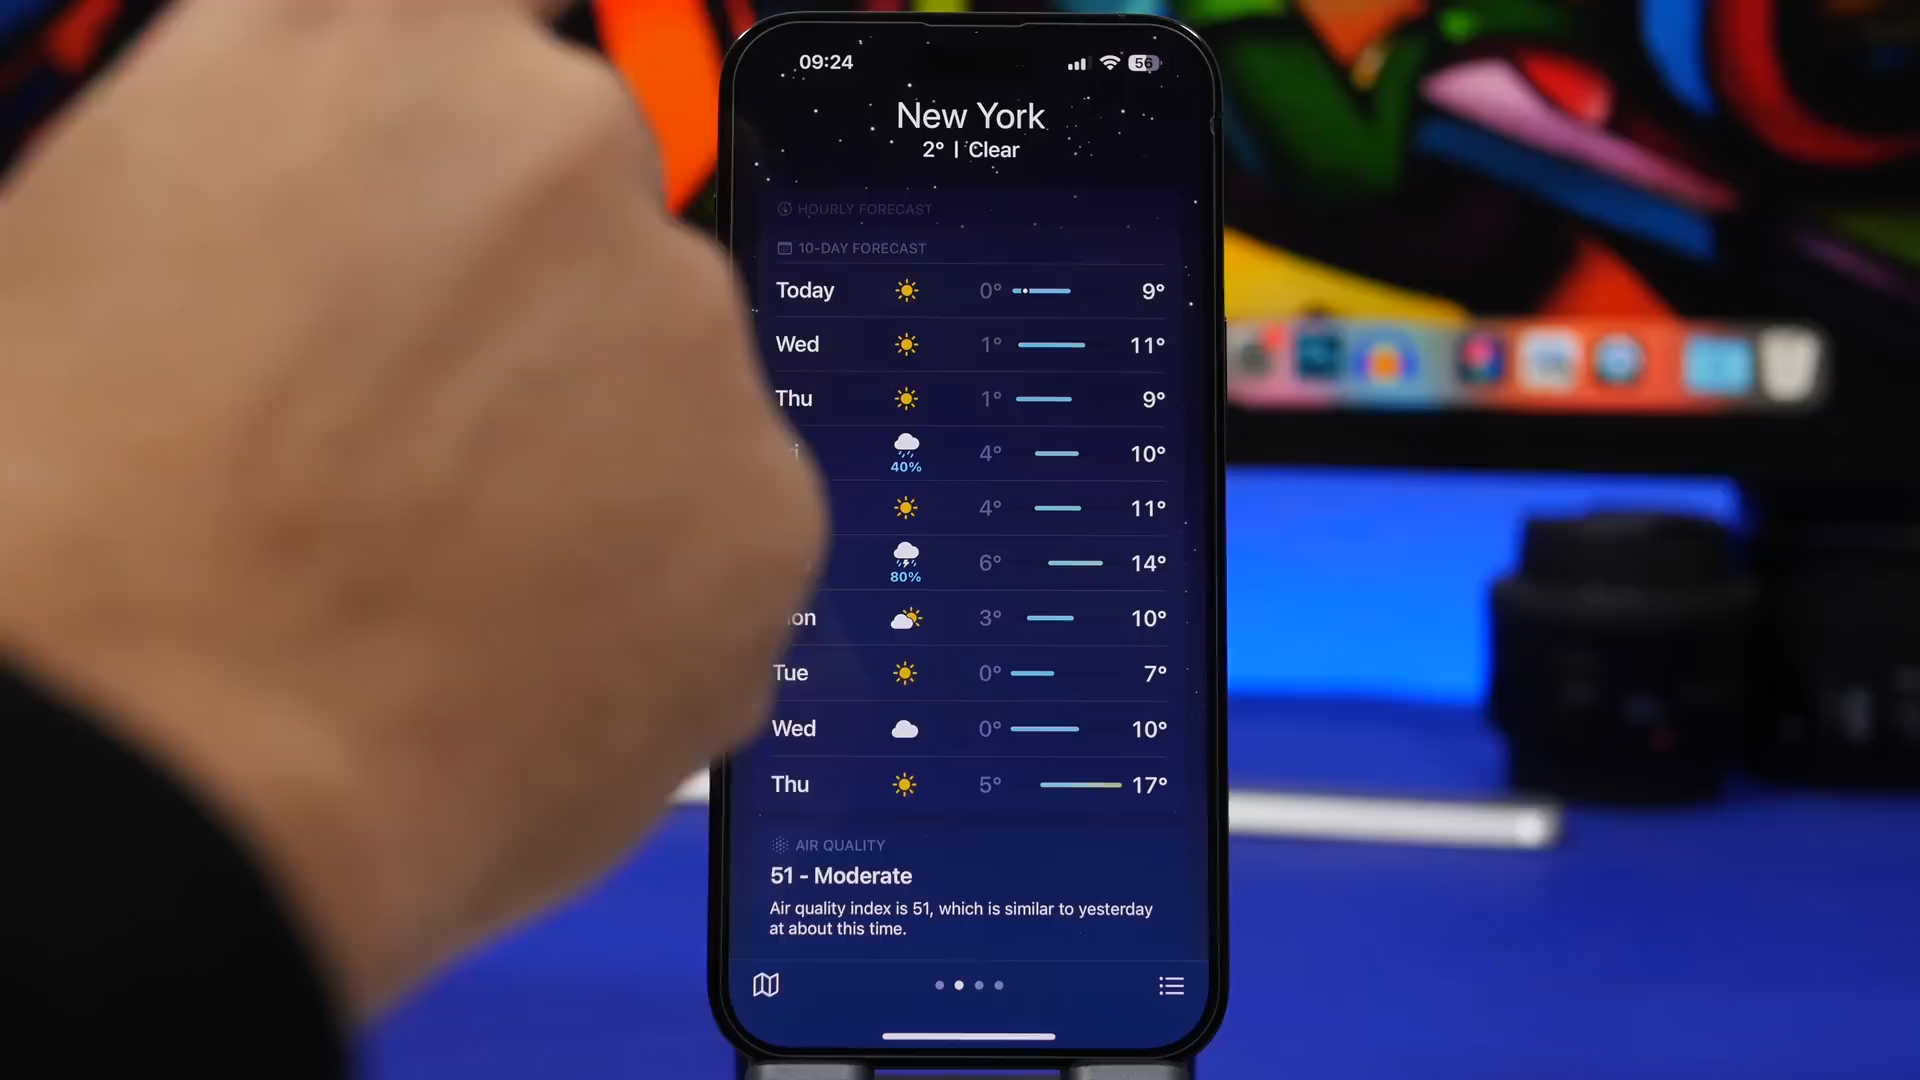 09:24
56
New York
2° | Clear
HOURLY FORECAST
10-DAY FORECAST
Today 0° 9°
Wed 1° 11°
Thu 1° 9°
40% 4° 10°
4° 11°
80% 6° 14°
on 3° 10°
Tue 0° 7°
Wed 0° 10°
Thu 5° 17°
AIR QUALITY
51 - Moderate
Air quality index is 51, which is similar to yesterday
at about this time.